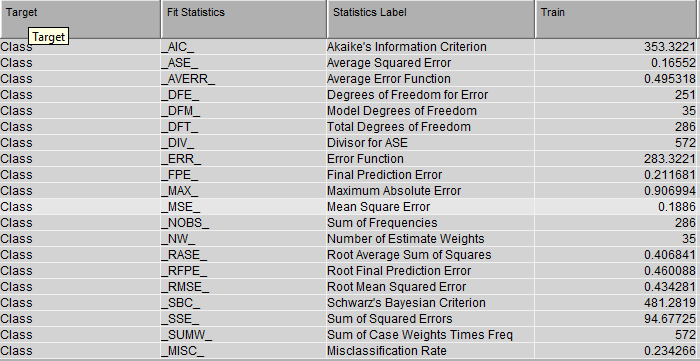 Target Fit Statistics Statistics Label Train
Target
Class _AIC_ Akaike's Information Criterion 353.3221
Class _ASE_ Average Squared Error 0.16552
Class _AVERR_ Average Error Function 0.495318
Class _DFE_ Degrees of Freedom for Error 251
Class _DFM_ Model Degrees of Freedom 35
Class _DFT_ Total Degrees of Freedom 286
Class _DIV_ Divisor for ASE 572
Class _ERR_ Error Function 283.3221
Class _FPE_ Final Prediction Error 0.211681
Class _MAX_ Maximum Absolute Error 0.906994
Class _MSE_ Mean Square Error 0.1886
Class _NOBS_ Sum of Frequencies 286
Class _NW_ Number of Estimate Weights 35
Class _RASE_ Root Average Sum of Squares 0.406841
Class _RFPE_ Root Final Prediction Error 0.460088
Class _RMSE_ Root Mean Squared Error 0.434281
Class _SBC_ Schwarz's Bayesian Criterion 481.2819
Class _SSE_ Sum of Squared Errors 94.67725
Class _SUMW_ Sum of Case Weights Times Freq 572
Class _MISC_ Misclassification Rate 0.234266